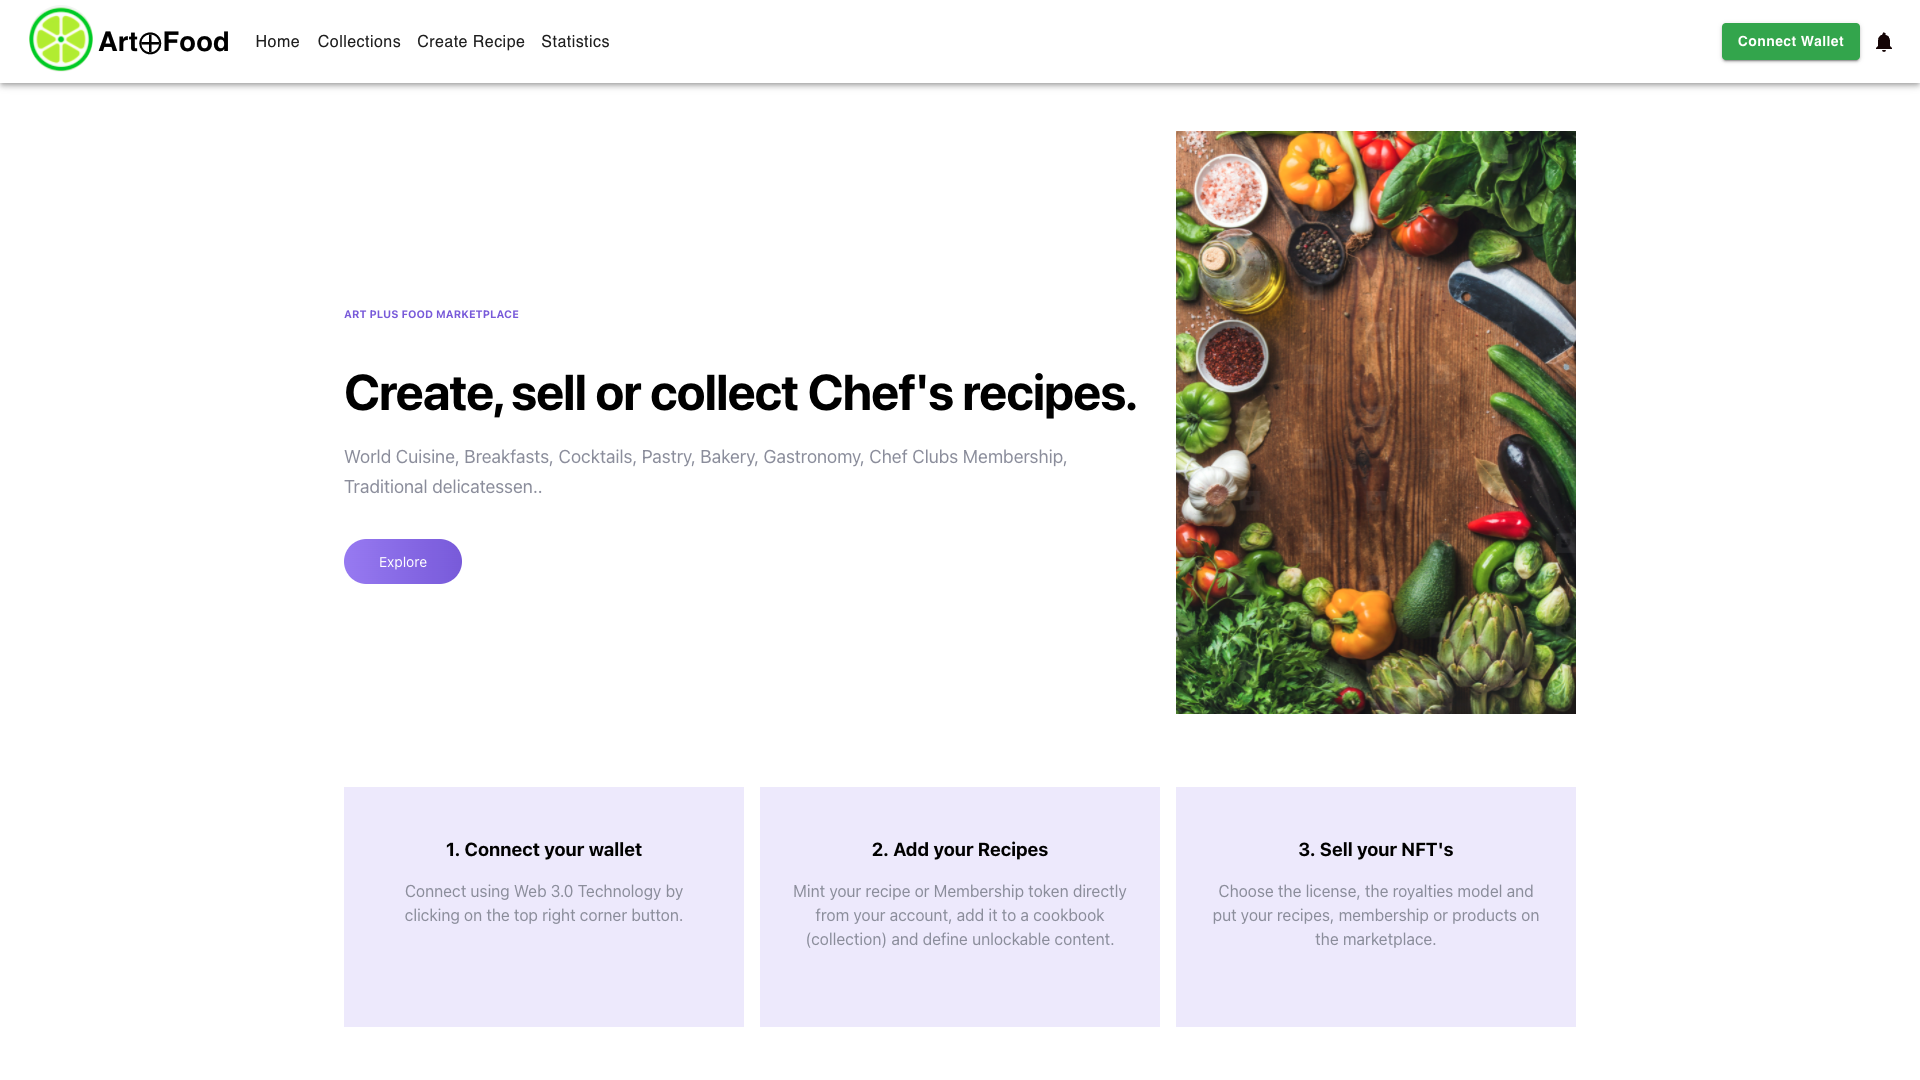 Art⨁Food
Home
Collections
Create Recipe
Statistics
Connect Wallet
ART PLUS FOOD MARKETPLACE
Create, sell or collect Chef's recipes.
World Cuisine, Breakfasts, Cocktails, Pastry, Bakery, Gastronomy, Chef Clubs Membership,
Traditional delicatessen..
Explore
1. Connect your wallet
Connect using Web 3.0 Technology by
clicking on the top right corner button.
2. Add your Recipes
Mint your recipe or Membership token directly
from your account, add it to a cookbook
(collection) and define unlockable content.
3. Sell your NFT's
Choose the license, the royalties model and
put your recipes, membership or products on
the marketplace.